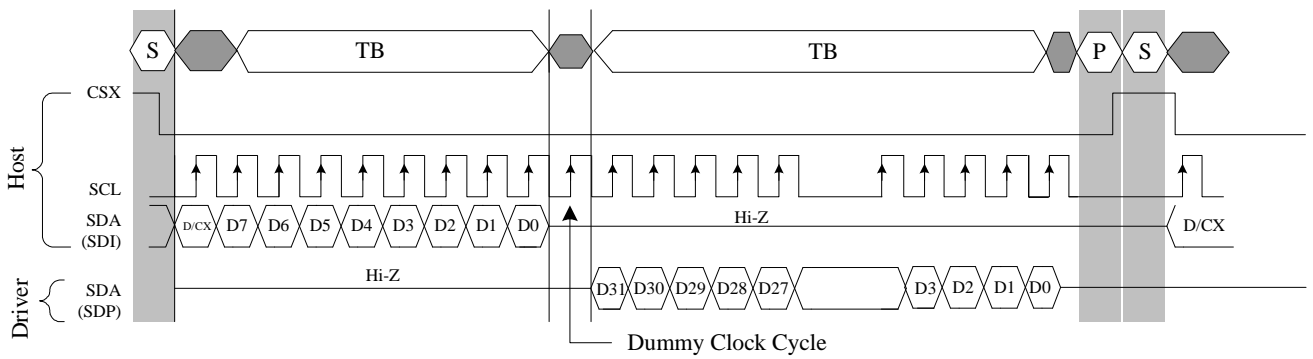 S TB TB P S
CSX
Host
SCL
SDA
(SDI)
D/CX D7 D6 D5 D4 D3 D2 D1 D0 Hi-Z D/CX
Driver
SDA
(SDP)
Hi-Z D31 D30 D29 D28 D27 D3 D2 D1 D0
Dummy Clock Cycle